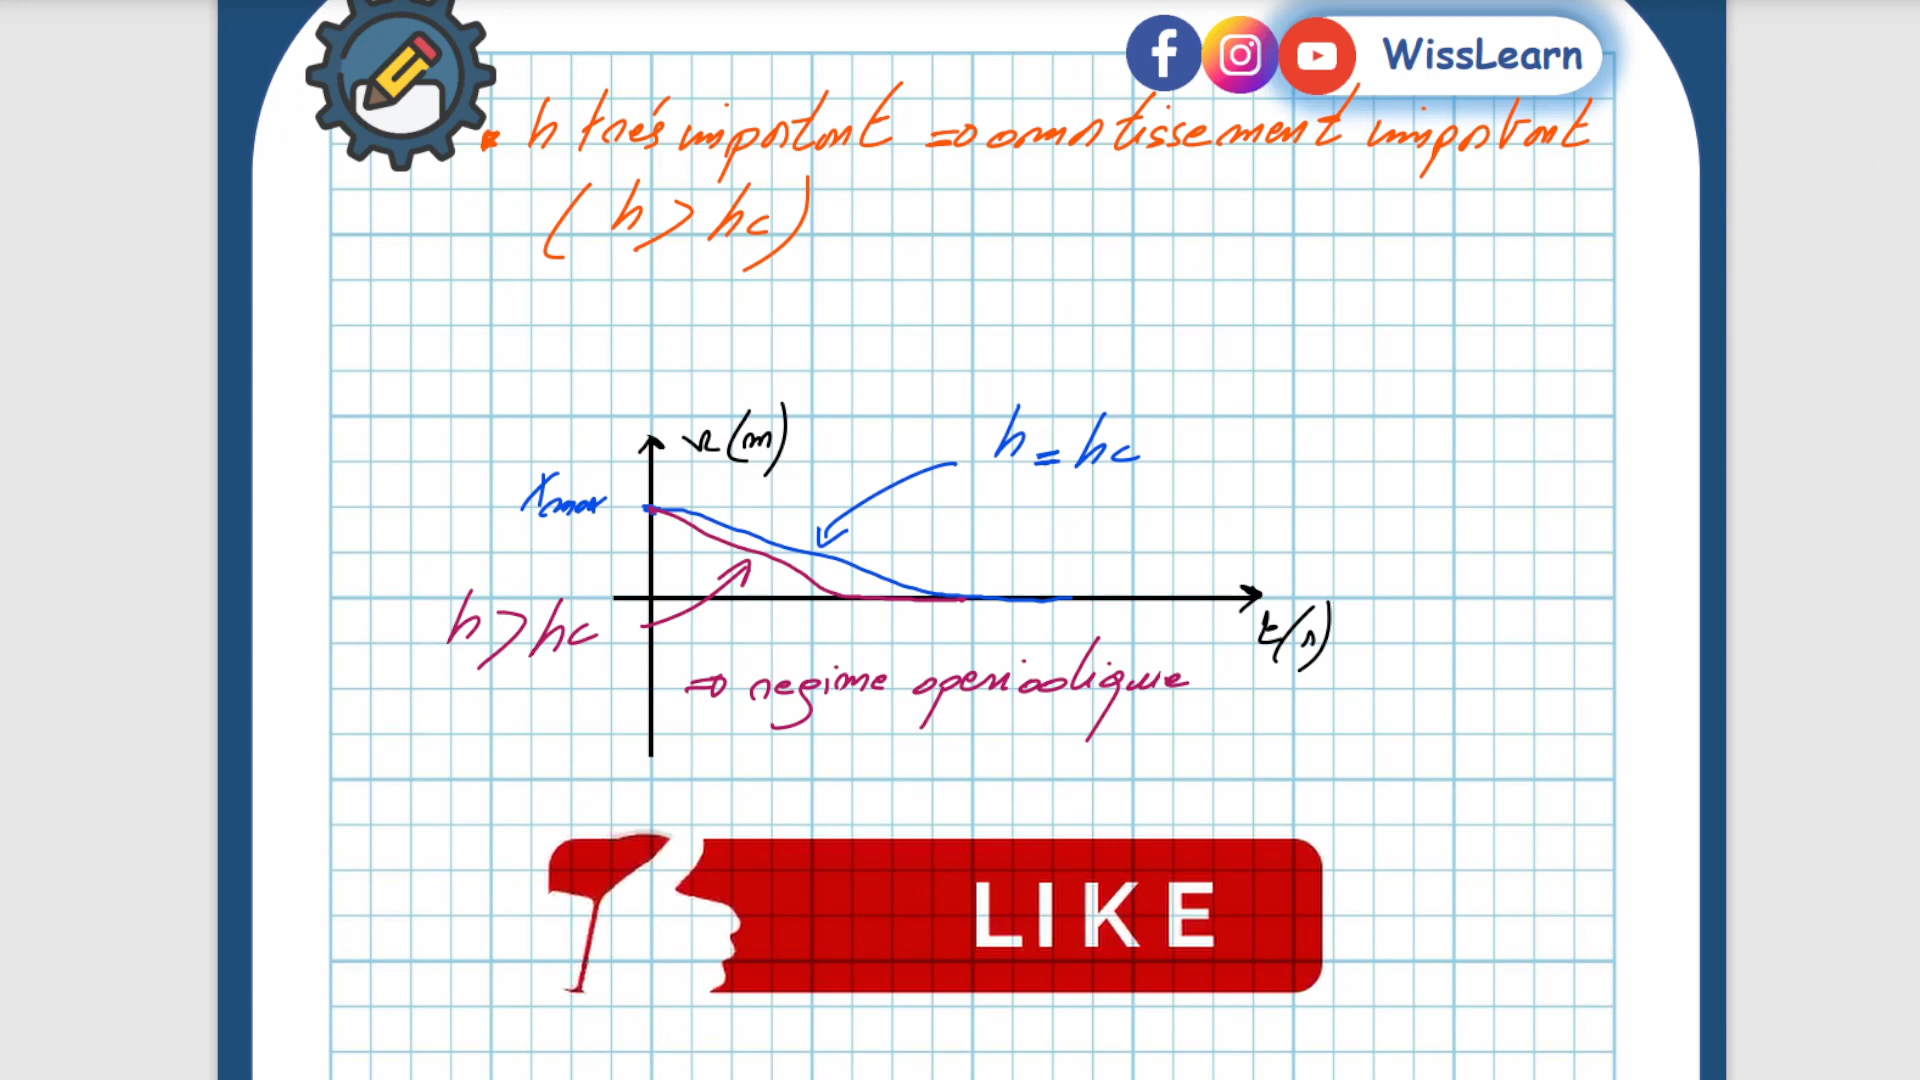 WissLearn
• h très important => amortissement important
(h > hc)
x(m)
h = hc
xmax
h > hc
t(s)
=> regime aperiodique
LIKE